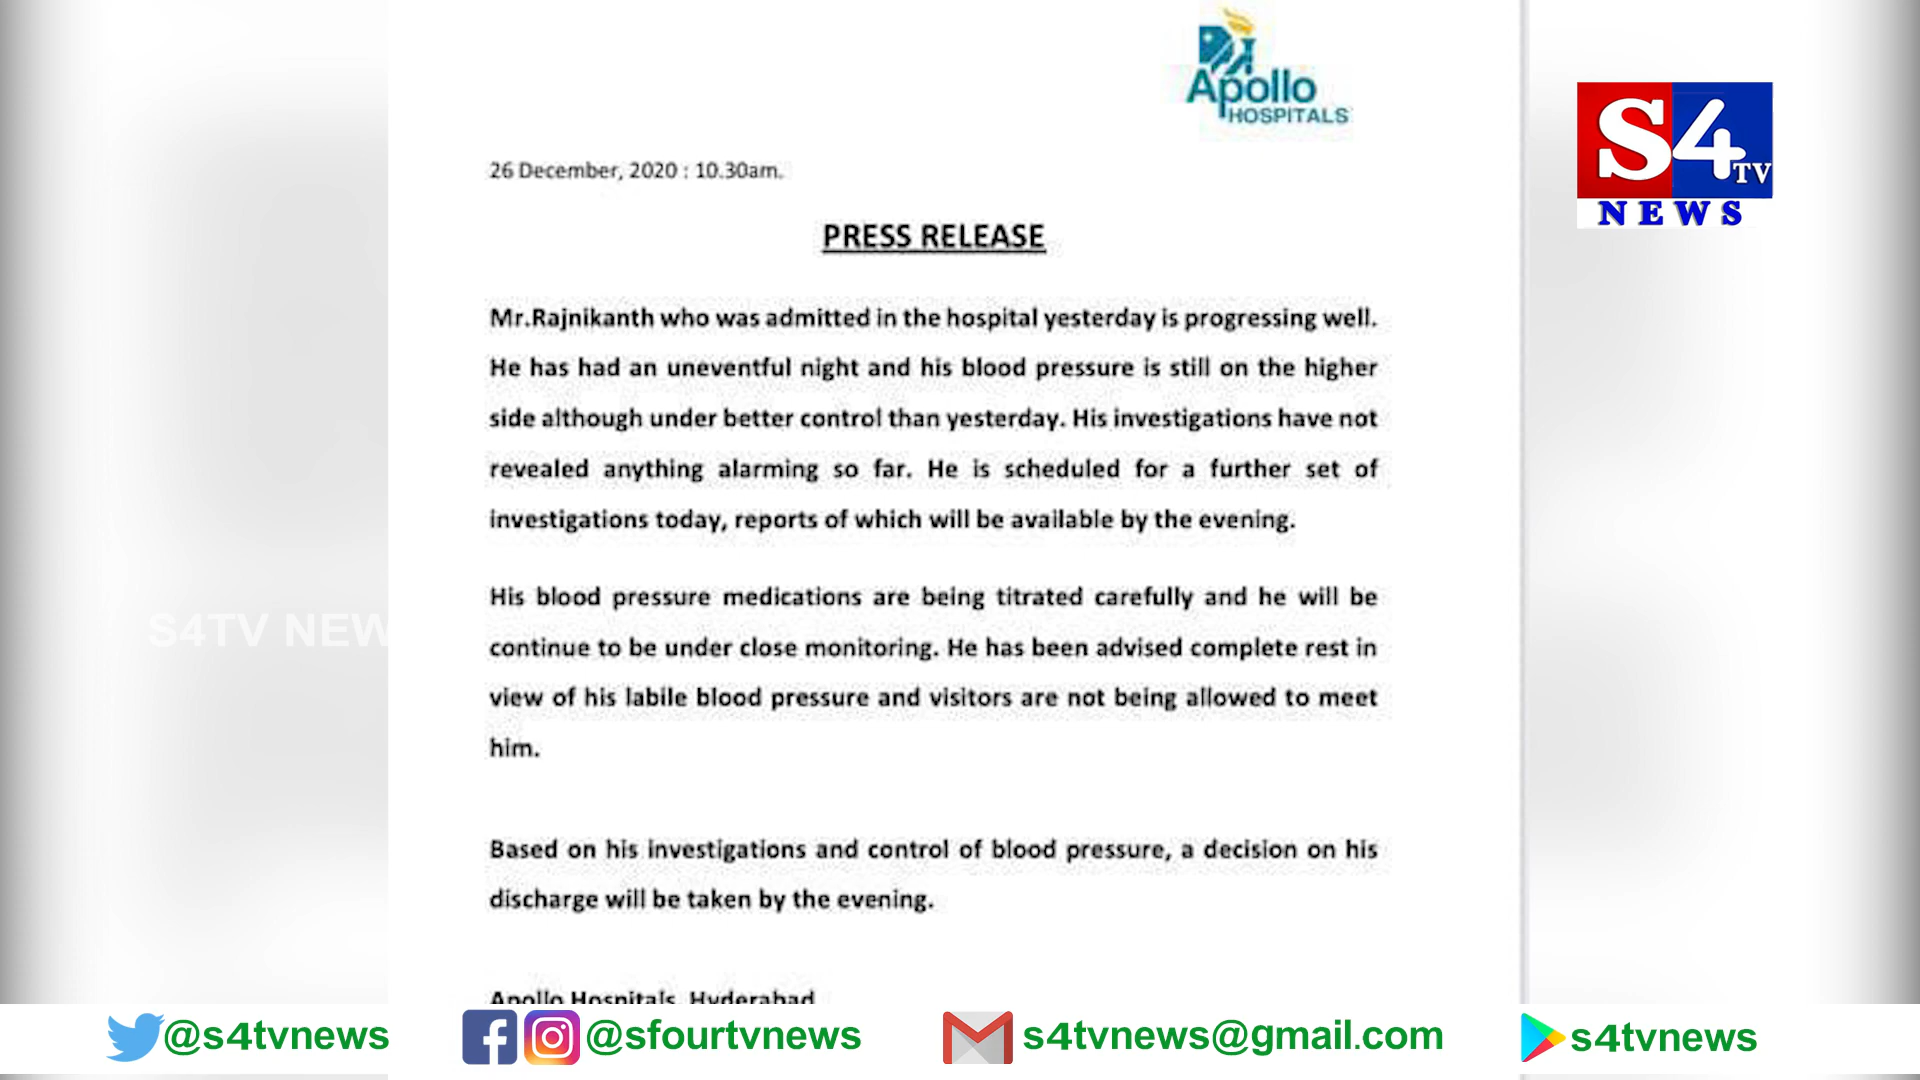 Apollo
HOSPITALS
S4TV
NEWS
26 December, 2020 : 10.30am.
PRESS RELEASE
Mr.Rajnikanth who was admitted in the hospital yesterday is progressing well.
He has had an uneventful night and his blood pressure is still on the higher
side although under better control than yesterday. His investigations have not
revealed anything alarming so far. He is scheduled for a further set of
investigations today, reports of which will be available by the evening.
His blood pressure medications are being titrated carefully and he will be
continue to be under close monitoring. He has been advised complete rest in
view of his labile blood pressure and visitors are not being allowed to meet
him.
S4TV NEW
Based on his investigations and control of blood pressure, a decision on his
discharge will be taken by the evening.
Apollo Hospitals, Hyderabad
@s4tvnews
@sfourtvnews
s4tvnews@gmail.com
s4tvnews